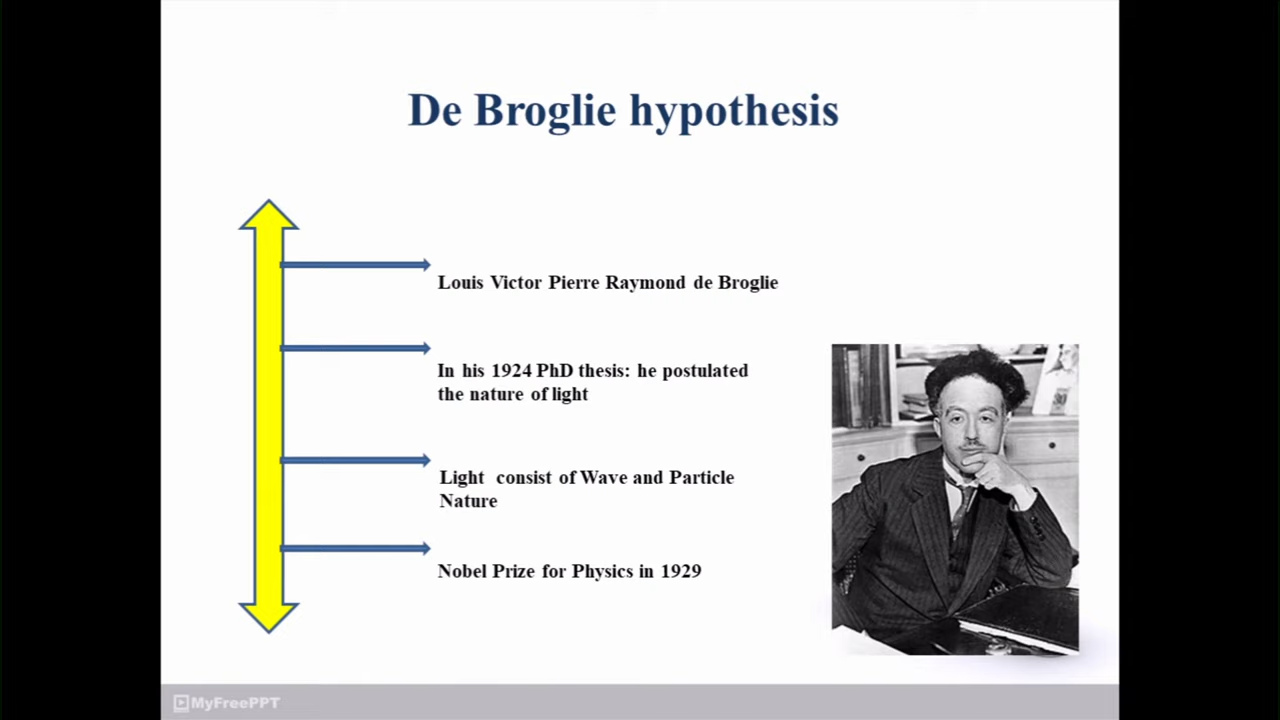 De Broglie hypothesis
Louis Victor Pierre Raymond de Broglie
In his 1924 PhD thesis: he postulated
the nature of light
Light consist of Wave and Particle
Nature
Nobel Prize for Physics in 1929
MyFreePPT